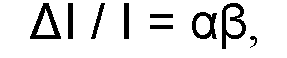 ΔI / I = αβ,